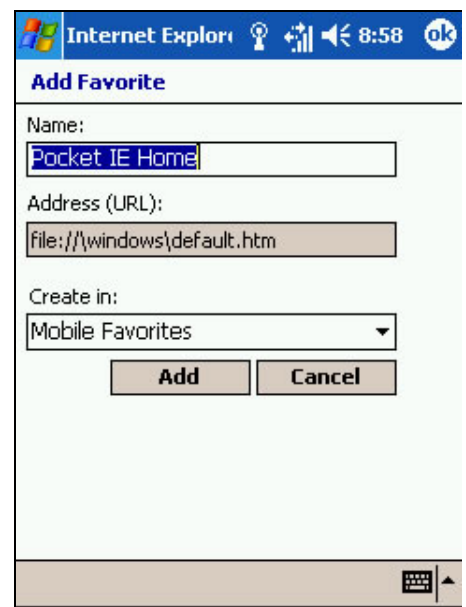 Internet Explor 8:58 ok
Add Favorite
Name:
Pocket IE Home
Address (URL):
file://\windows\default.htm
Create in:
Mobile Favorites
Add Cancel